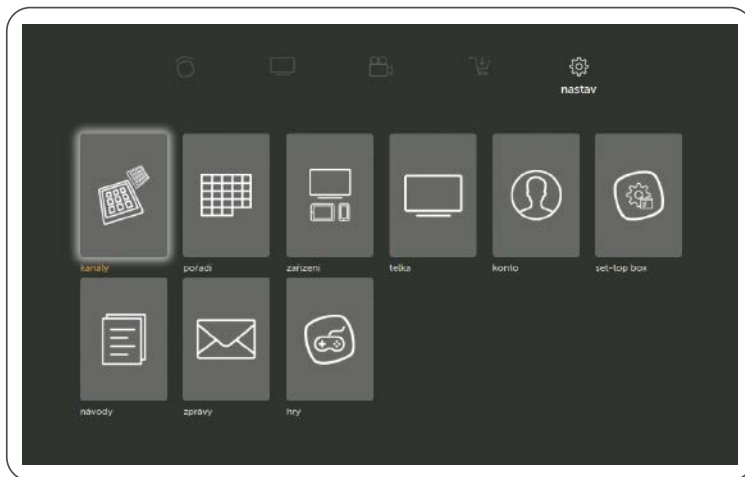 nastav
kanály
pořadí
zařízení
telka
konto
set-top box
návody
zprávy
hry